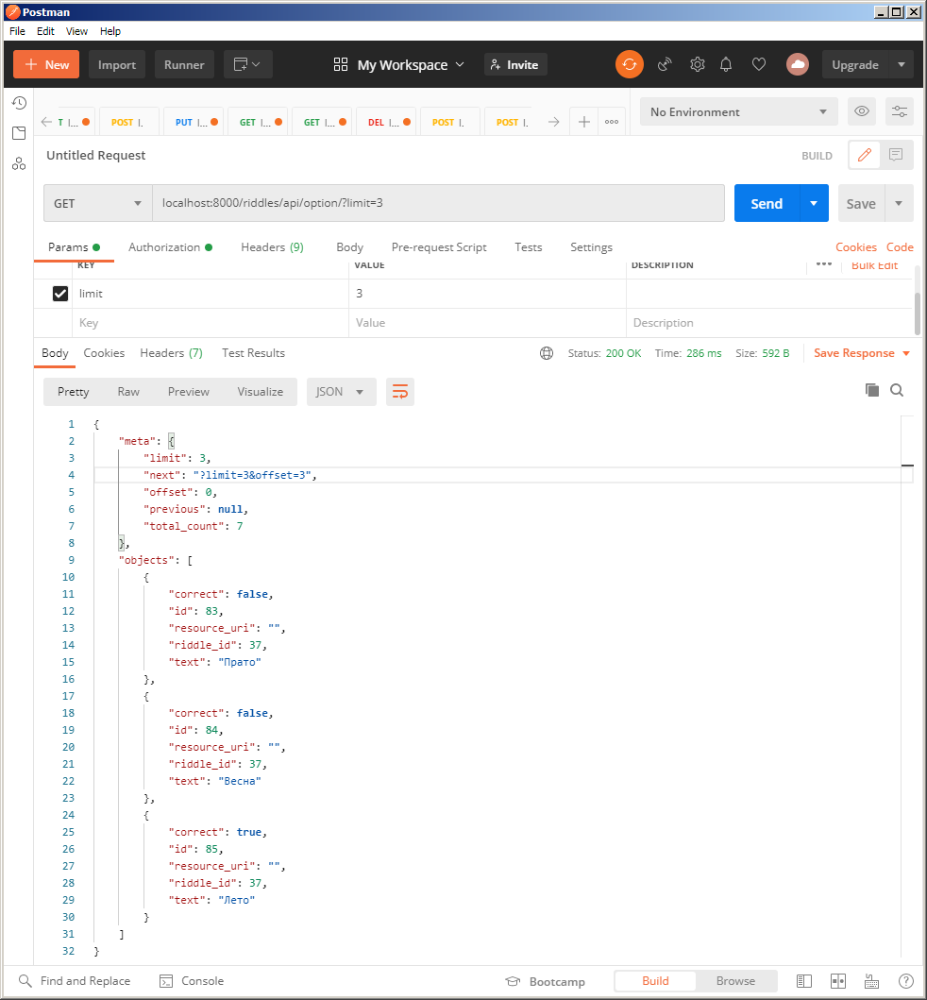 Postman
File Edit View Help
New Import Runner My Workspace Invite Upgrade
T l... POST l. PUT l... GET l... GET l... DEL l... POST l. POST l. No Environment
Untitled Request BUILD
GET localhost:8000/riddles/api/option/?limit=3 Send Save
Params Authorization Headers (9) Body Pre-request Script Tests Settings Cookies Code
KEY VALUE DESCRIPTION ••• Bulk Edit
limit 3
Key Value Description
Body Cookies Headers (7) Test Results Status: 200 OK Time: 286 ms Size: 592 B Save Response
Pretty Raw Preview Visualize JSON
1 {
2 "meta": {
3 "limit": 3,
4 "next": "?limit=3&offset=3",
5 "offset": 0,
6 "previous": null,
7 "total_count": 7
8 },
9 "objects": [
10 {
11 "correct": false,
12 "id": 83,
13 "resource_uri": "",
14 "riddle_id": 37,
15 "text": "Прато"
16 },
17 {
18 "correct": false,
19 "id": 84,
20 "resource_uri": "",
21 "riddle_id": 37,
22 "text": "Весна"
23 },
24 {
25 "correct": true,
26 "id": 85,
27 "resource_uri": "",
28 "riddle_id": 37,
29 "text": "Лето"
30 }
31 ]
32 }
Find and Replace Console Bootcamp Build Browse